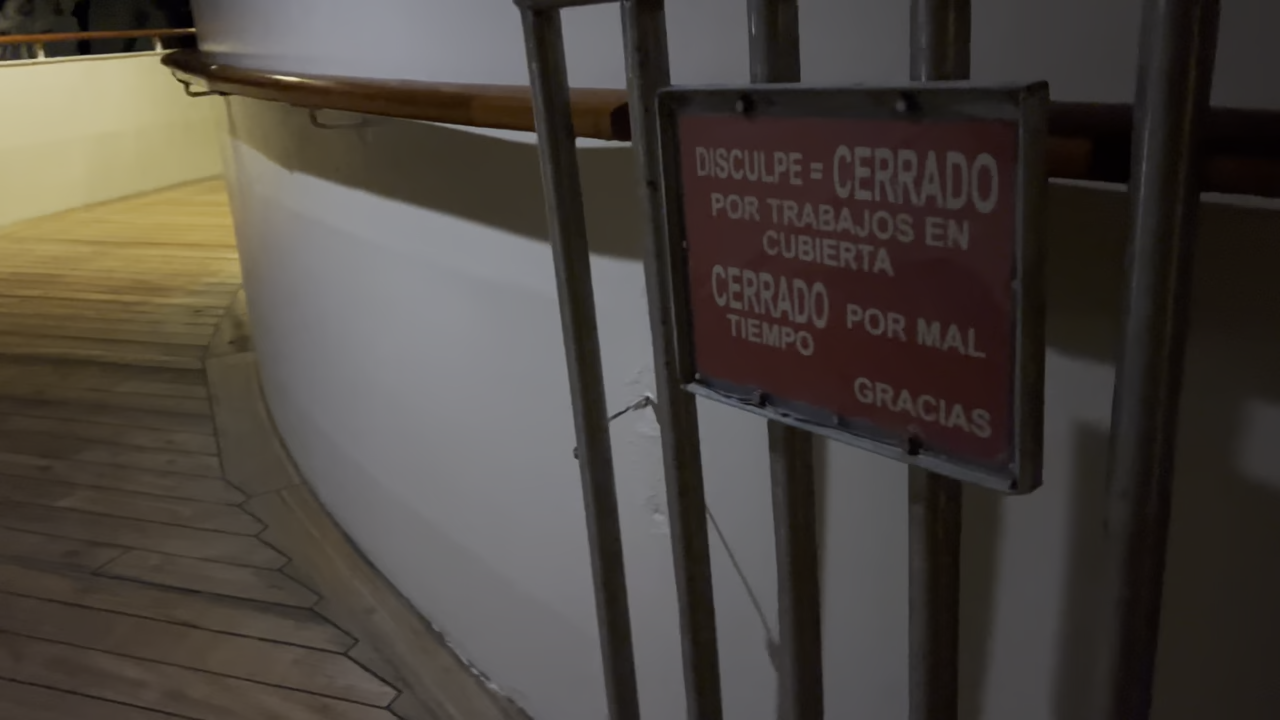 DISCULPE = CERRADO
POR TRABAJOS EN
CUBIERTA
CERRADO POR MAL
TIEMPO
GRACIAS